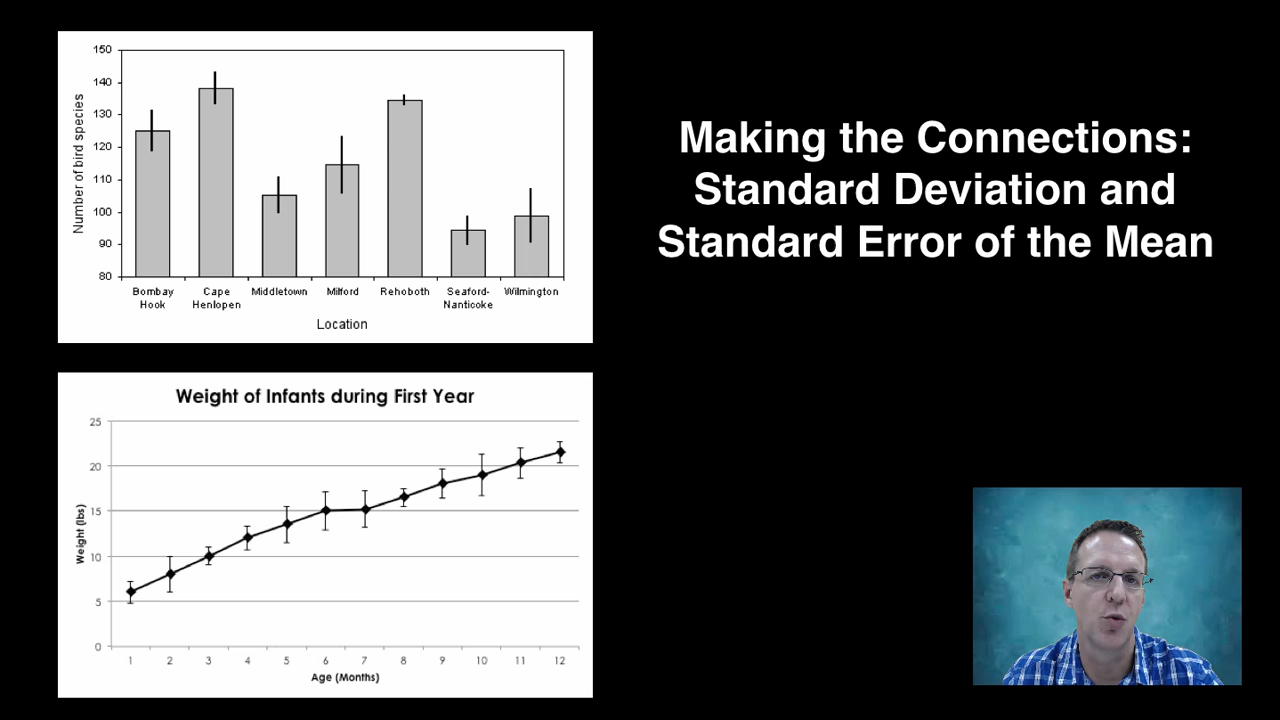 150
140
130
120
110
100
90
80
Number of bird species
Bombay Hook
Cape Henlopen
Middletown
Milford
Rehoboth
Seaford-Nanticoke
Wilmington
Location
Making the Connections:
Standard Deviation and
Standard Error of the Mean
Weight of Infants during First Year
25
20
15
10
5
0
Weight (lbs)
1 2 3 4 5 6 7 8 9 10 11 12
Age (Months)